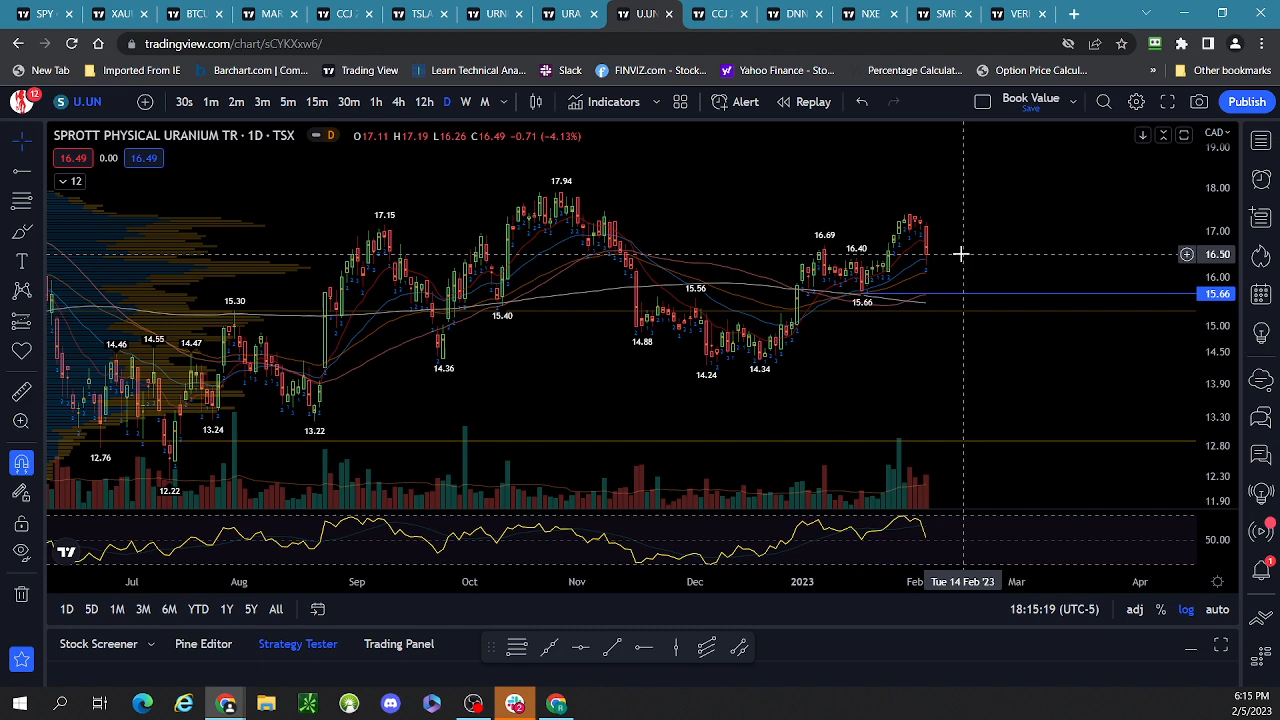 SPY
XAU
BTCU
MAR
CCJ 2
TSLA
URN
URA
U.UN
CCJ 2
DNN
NXE
SMR
VERI
tradingview.com/chart/sCYKXxw6/
New Tab
Imported From IE
Barchart.com | Com...
Trading View
Learn Technical Ana...
Slack
FINVIZ.com - Stock...
Yahoo Finance - Stoc...
Percentage Calculat...
Option Price Calcul...
»
Other bookmarks
12
S U.UN
30s 1m 2m 3m 5m 15m 30m 1h 4h 12h D W M
Indicators
Alert
Replay
Book Value
Save
Publish
SPROTT PHYSICAL URANIUM TR · 1D · TSX
D
O17.11 H17.19 L16.26 C16.49 −0.71 (−4.13%)
CAD
16.49 0.00 16.49
12
19.00
18.00
17.00
16.50
16.00
15.66
15.00
14.50
13.90
13.30
12.80
12.30
11.90
50.00
17.94
17.15
16.69
16.40
15.66
15.56
15.40
15.30
14.88
14.55
14.46
14.47
14.36
14.24
14.34
13.24
13.22
12.76
12.22
Jul Aug Sep Oct Nov Dec 2023 Feb Tue 14 Feb '23 Mar Apr
1D 5D 1M 3M 6M YTD 1Y 5Y All
18:15:19 (UTC-5)
adj % log auto
Stock Screener
Pine Editor
Strategy Tester
Trading Panel
6:15 PM
2/5/2023